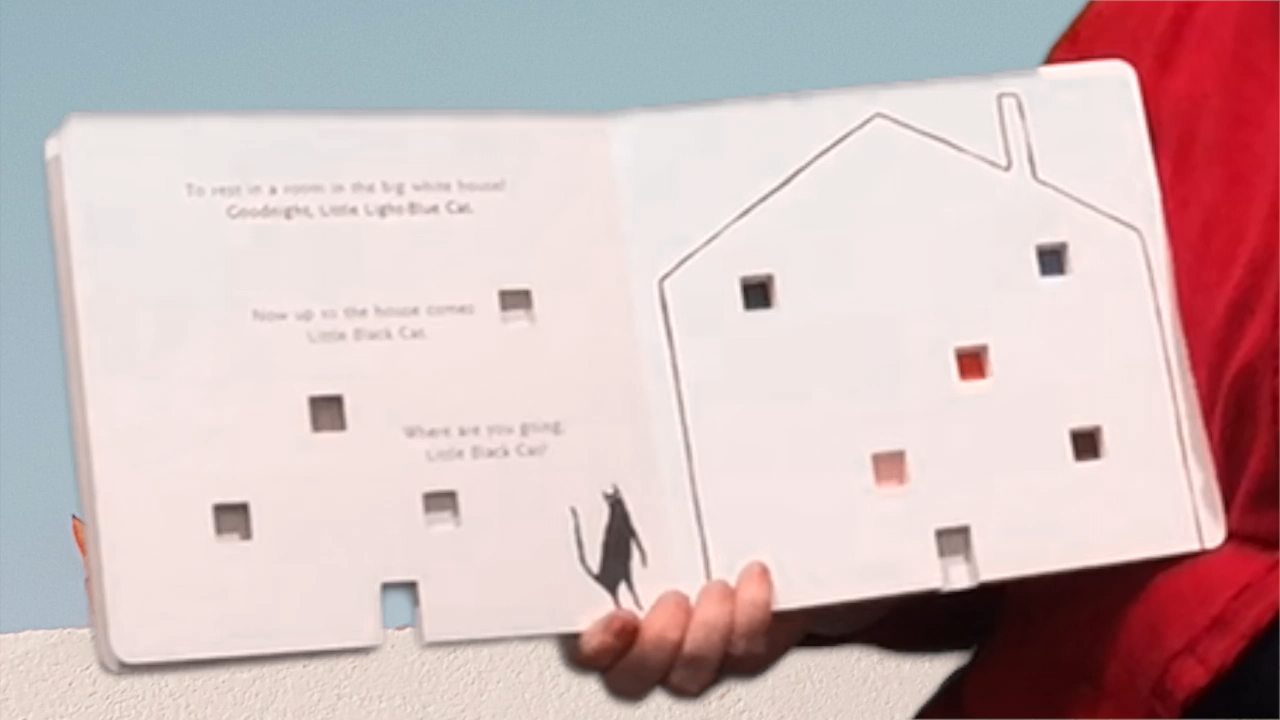 To rest in a room in the big white house!
Goodnight, Little Light-Blue Cat.
Now up to the house comes
Little Black Cat.
Where are you going,
Little Black Cat?